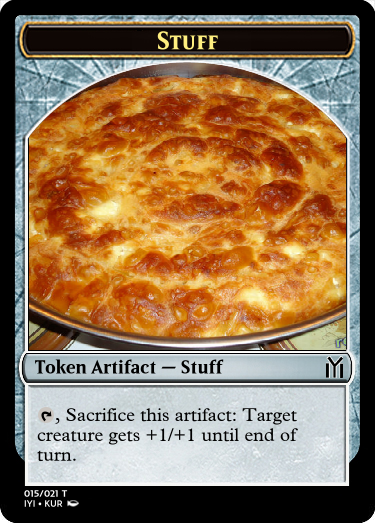 Stuff
Token Artifact — Stuff
, Sacrifice this artifact: Target
creature gets +1/+1 until end of
turn.
015/021 T
IYI • KUR